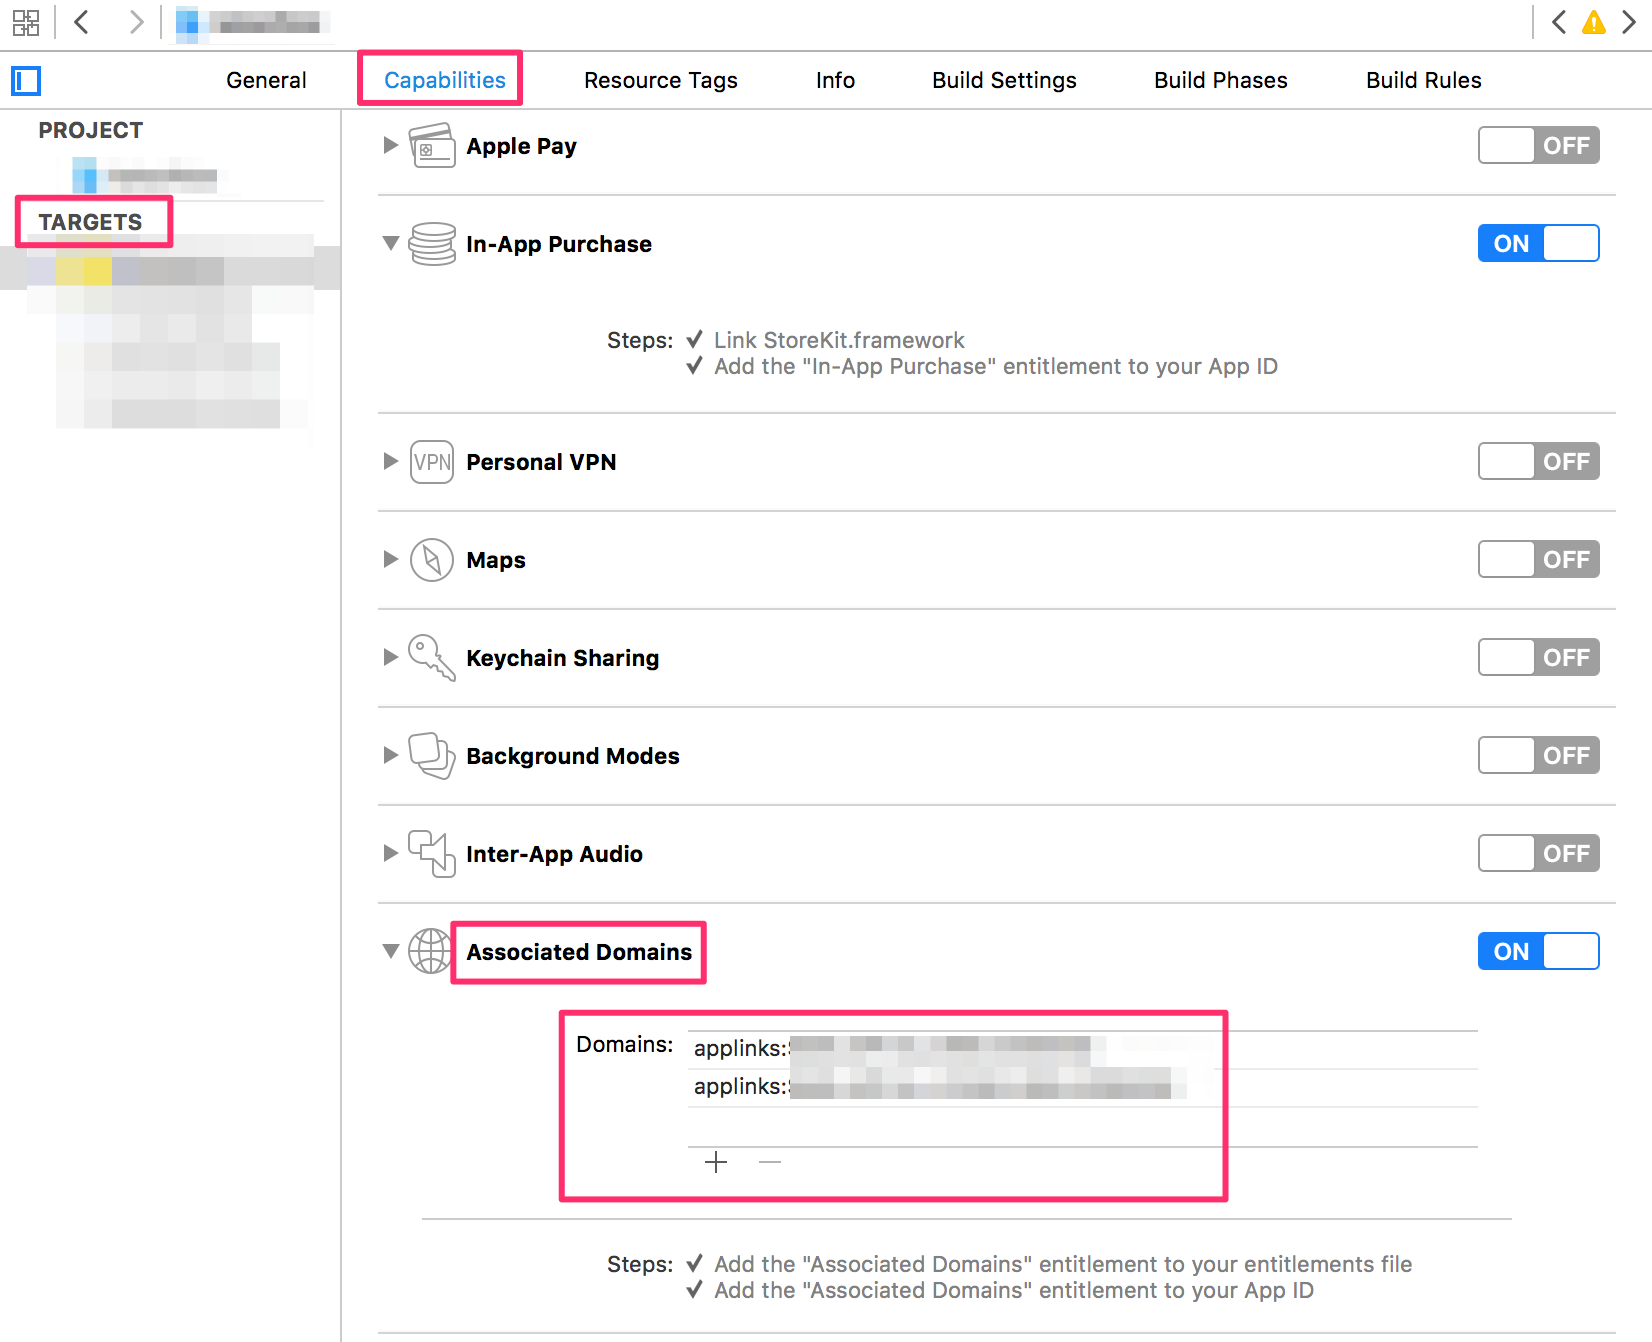 General Capabilities Resource Tags Info Build Settings Build Phases Build Rules
PROJECT
TARGETS
Apple Pay OFF
In-App Purchase ON
Steps: ✓ Link StoreKit.framework
✓ Add the "In-App Purchase" entitlement to your App ID
VPN Personal VPN OFF
Maps OFF
Keychain Sharing OFF
Background Modes OFF
Inter-App Audio OFF
Associated Domains ON
Domains: applinks:
applinks:
Steps: ✓ Add the "Associated Domains" entitlement to your entitlements file
✓ Add the "Associated Domains" entitlement to your App ID